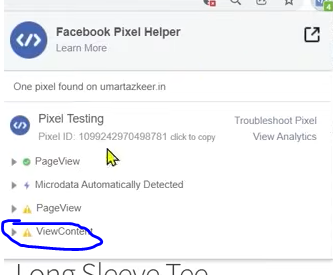 4
</>
Facebook Pixel Helper
Learn More
One pixel found on umartazkeer.in
</>
Pixel Testing
Troubleshoot Pixel
Pixel ID: 1099242970498781 click to copy
View Analytics
PageView
Microdata Automatically Detected
PageView
ViewContent
Long Sleeve Tee